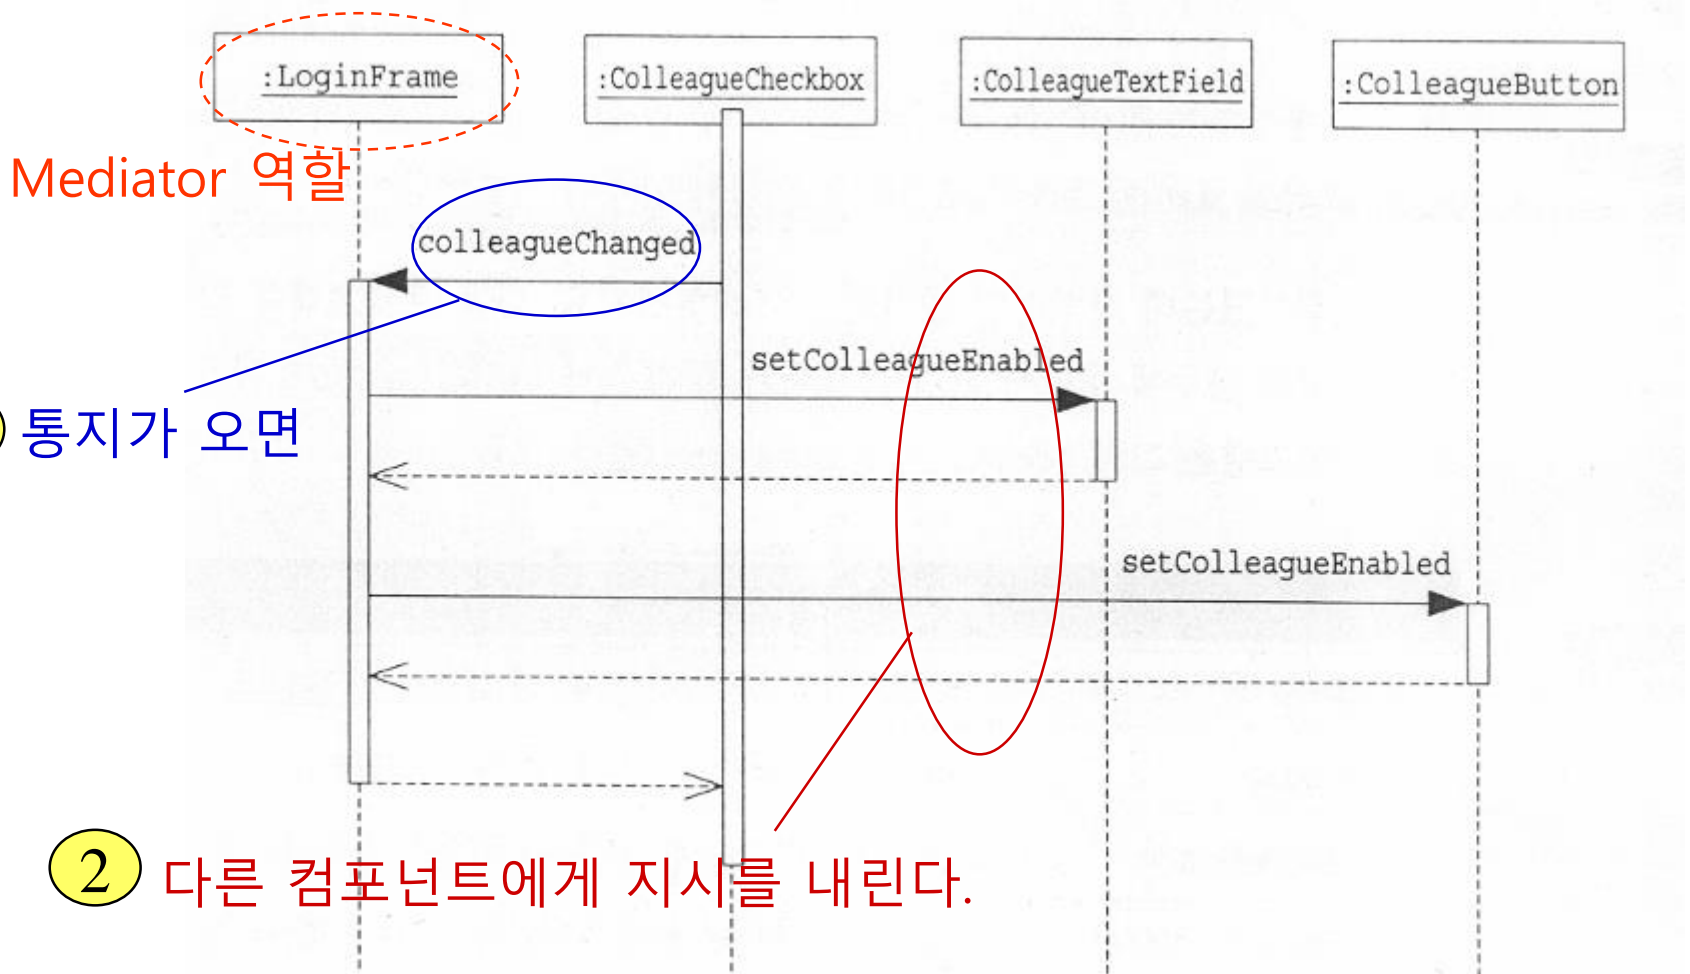 :LoginFrame
:ColleagueCheckbox
:ColleagueTextField
:ColleagueButton
Mediator 역할
colleagueChanged
setColleagueEnabled
통지가 오면
setColleagueEnabled
2 다른 컴포넌트에게 지시를 내린다.